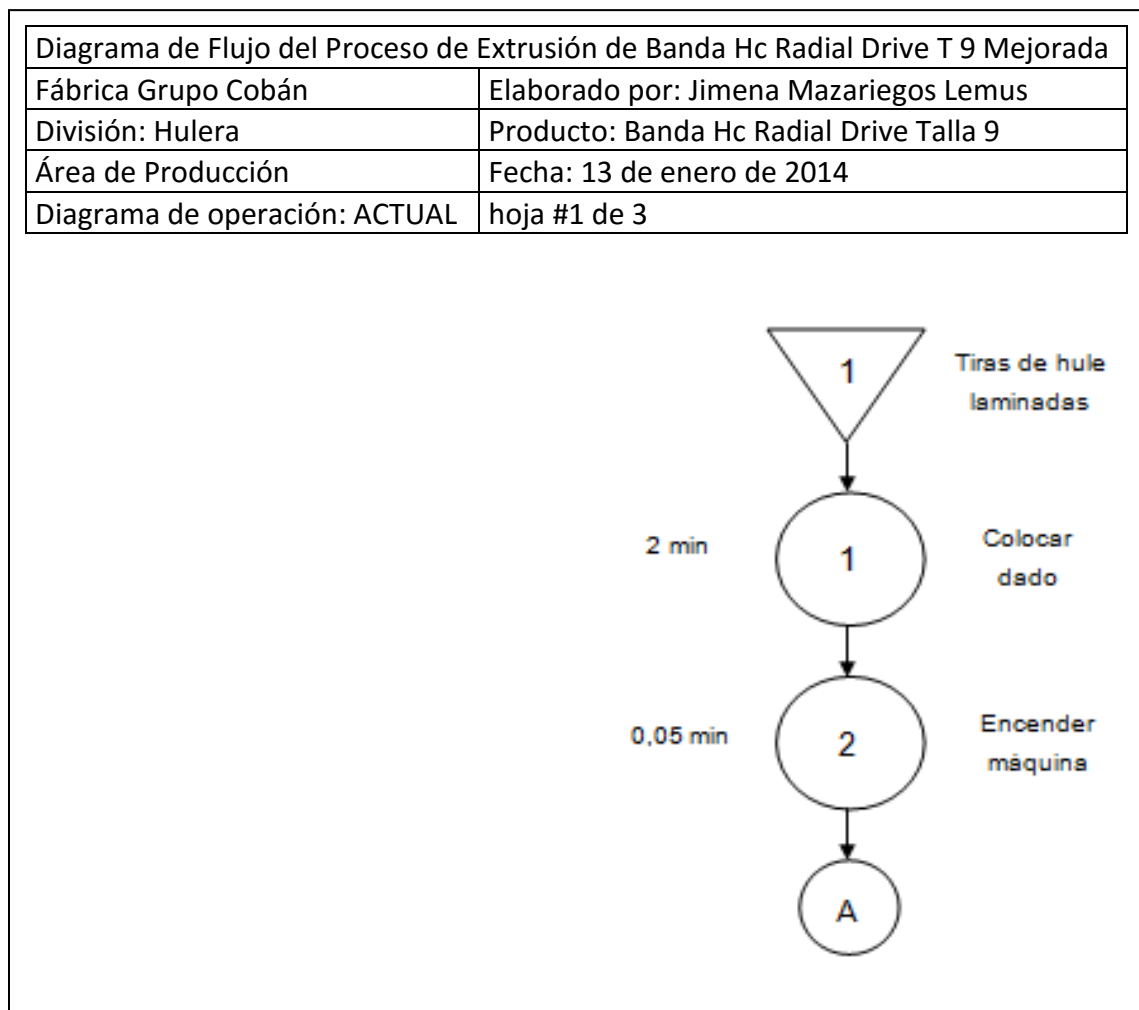 Diagrama de Flujo del Proceso de Extrusión de Banda Hc Radial Drive T 9 Mejorada
Fábrica Grupo Cobán
Elaborado por: Jimena Mazariegos Lemus
División: Hulera
Producto: Banda Hc Radial Drive Talla 9
Área de Producción
Fecha: 13 de enero de 2014
Diagrama de operación: ACTUAL
hoja #1 de 3
1
Tiras de hule
laminadas
2 min
1
Colocar
dado
0,05 min
2
Encender
máquina
A